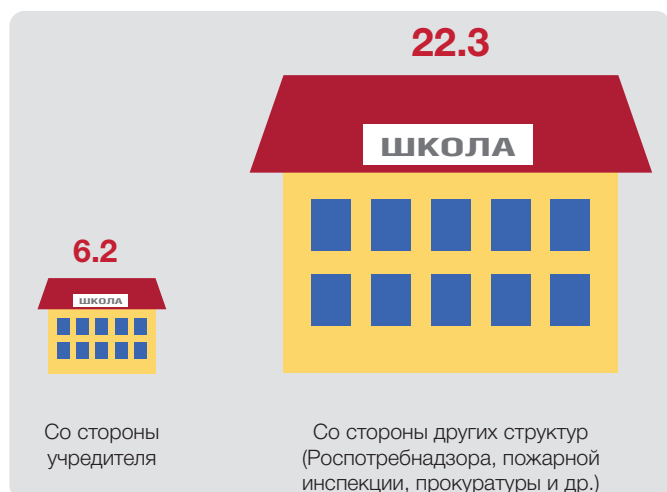 22.3
ШКОЛА
6.2
ШКОЛА
Со стороны
учредителя
Со стороны других структур
(Роспотребнадзора, пожарной
инспекции, прокуратуры и др.)